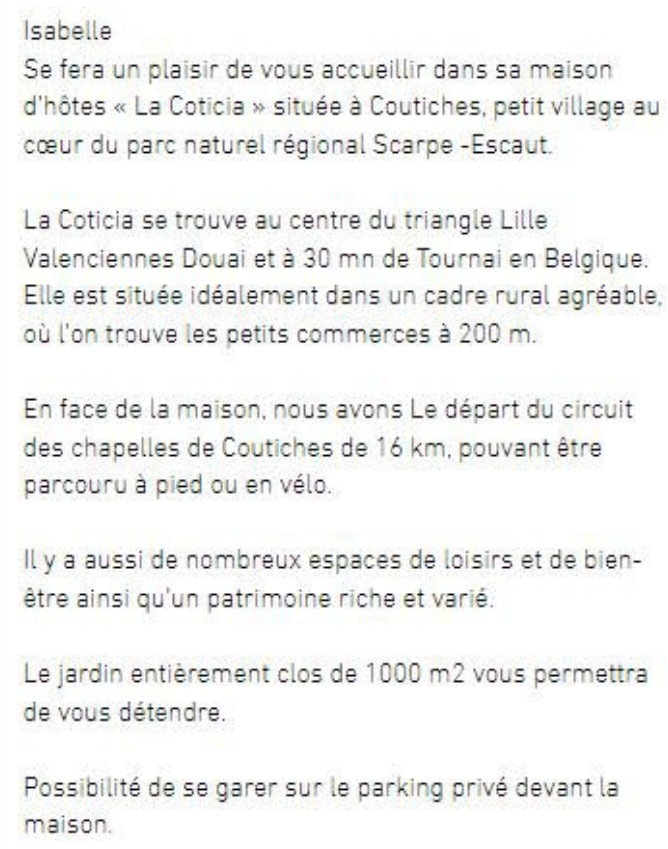 Isabelle
Se fera un plaisir de vous accueillir dans sa maison
d'hôtes « La Coticia » située à Coutiches, petit village au
cœur du parc naturel régional Scarpe -Escaut.
La Coticia se trouve au centre du triangle Lille
Valenciennes Douai et à 30 mn de Tournai en Belgique.
Elle est située idéalement dans un cadre rural agréable,
où l'on trouve les petits commerces à 200 m.
En face de la maison, nous avons Le départ du circuit
des chapelles de Coutiches de 16 km, pouvant être
parcouru à pied ou en vélo.
Il y a aussi de nombreux espaces de loisirs et de bien-
être ainsi qu'un patrimoine riche et varié.
Le jardin entièrement clos de 1000 m2 vous permettra
de vous détendre.
Possibilité de se garer sur le parking privé devant la
maison.